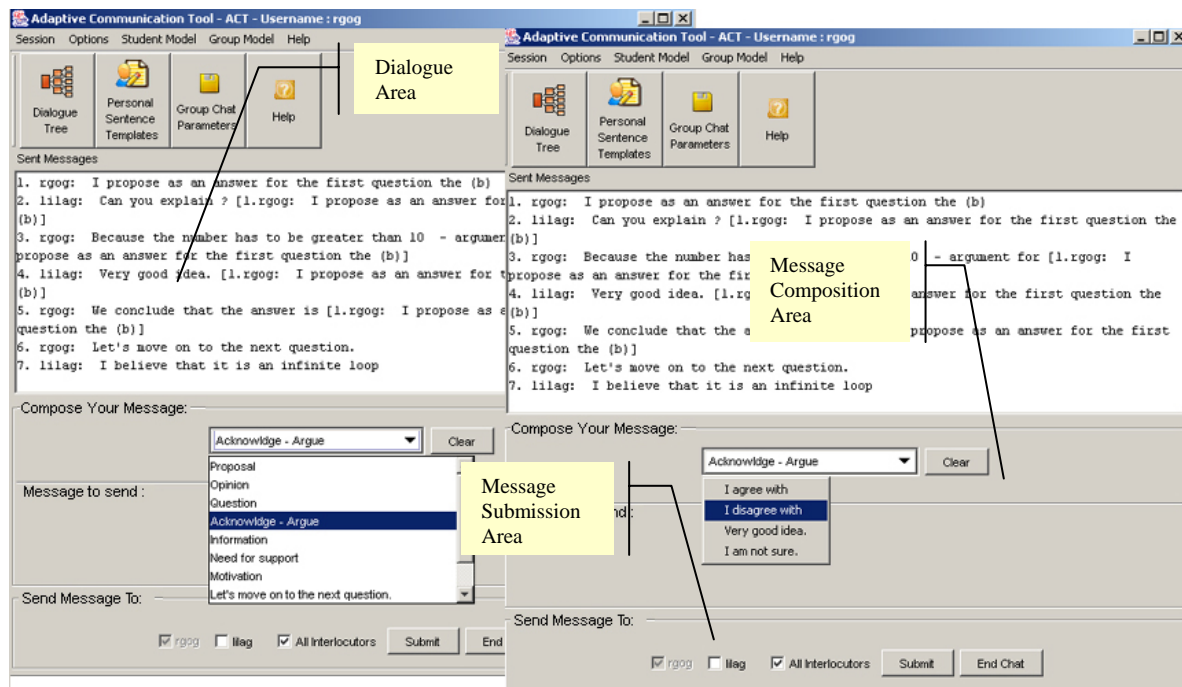 Adaptive Communication Tool - ACT - Username : rgog
Session Options Student Model Group Model Help
Dialogue
Tree
Personal
Sentence
Templates
Group Chat
Parameters
Help
Dialogue
Area
Sent Messages
1. rgog: I propose as an answer for the first question the (b)
2. lilag: Can you explain ? [1.rgog: I propose as an answer for
(b)]
3. rgog: Because the number has to be greater than 10 - argumen
propose as an answer for the first question the (b)]
4. lilag: Very good idea. [1.rgog: I propose as an answer for t
(b)]
5. rgog: We conclude that the answer is [1.rgog: I propose as a
question the (b)]
6. rgog: Let's move on to the next question.
7. lilag: I believe that it is an infinite loop
Compose Your Message:
Acknowldge - Argue
Clear
Proposal
Opinion
Question
Acknowldge - Argue
Information
Need for support
Motivation
Let's move on to the next question.
Message to send :
Message
Submission
Area
Send Message To:
rgog lilag All Interlocutors Submit End
Adaptive Communication Tool - ACT - Username : rgog
Session Options Student Model Group Model Help
Dialogue
Tree
Personal
Sentence
Templates
Group Chat
Parameters
Help
Sent Messages
1. rgog: I propose as an answer for the first question the (b)
2. lilag: Can you explain ? [1.rgog: I propose as an answer for the first question the
(b)]
3. rgog: Because the number has 0 - argument for [1.rgog: I
propose as an answer for the fir
4. lilag: Very good idea. [1.rg answer for the first question the
(b)]
5. rgog: We conclude that the a propose as an answer for the first
question the (b)]
6. rgog: Let's move on to the next question.
7. lilag: I believe that it is an infinite loop
Message
Composition
Area
Compose Your Message:
Acknowldge - Argue
Clear
I agree with
I disagree with
Very good idea.
I am not sure.
nd :
Send Message To:
rgog lilag All Interlocutors Submit End Chat